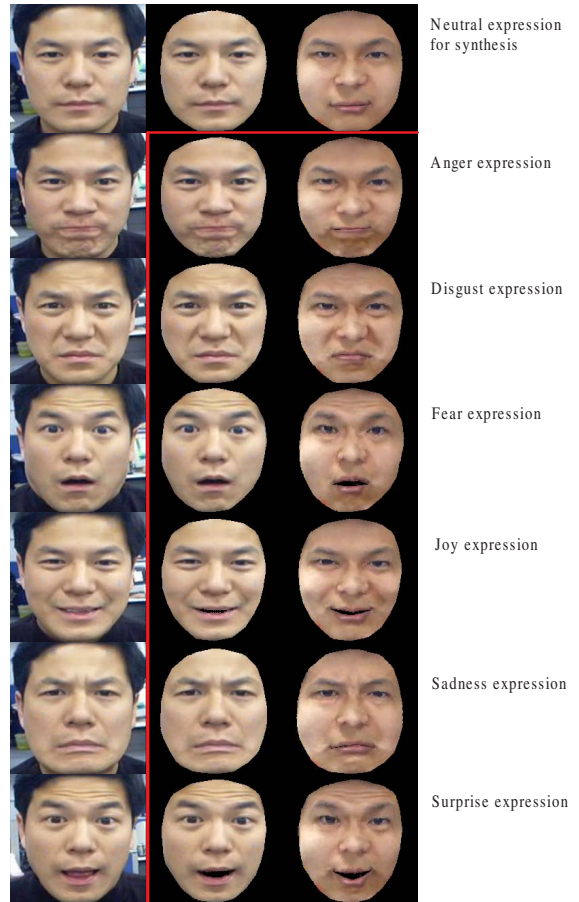 Neutral expression
for synthesis
Anger expression
Disgust expression
Fear expression
Joy expression
Sadness expression
Surprise expression